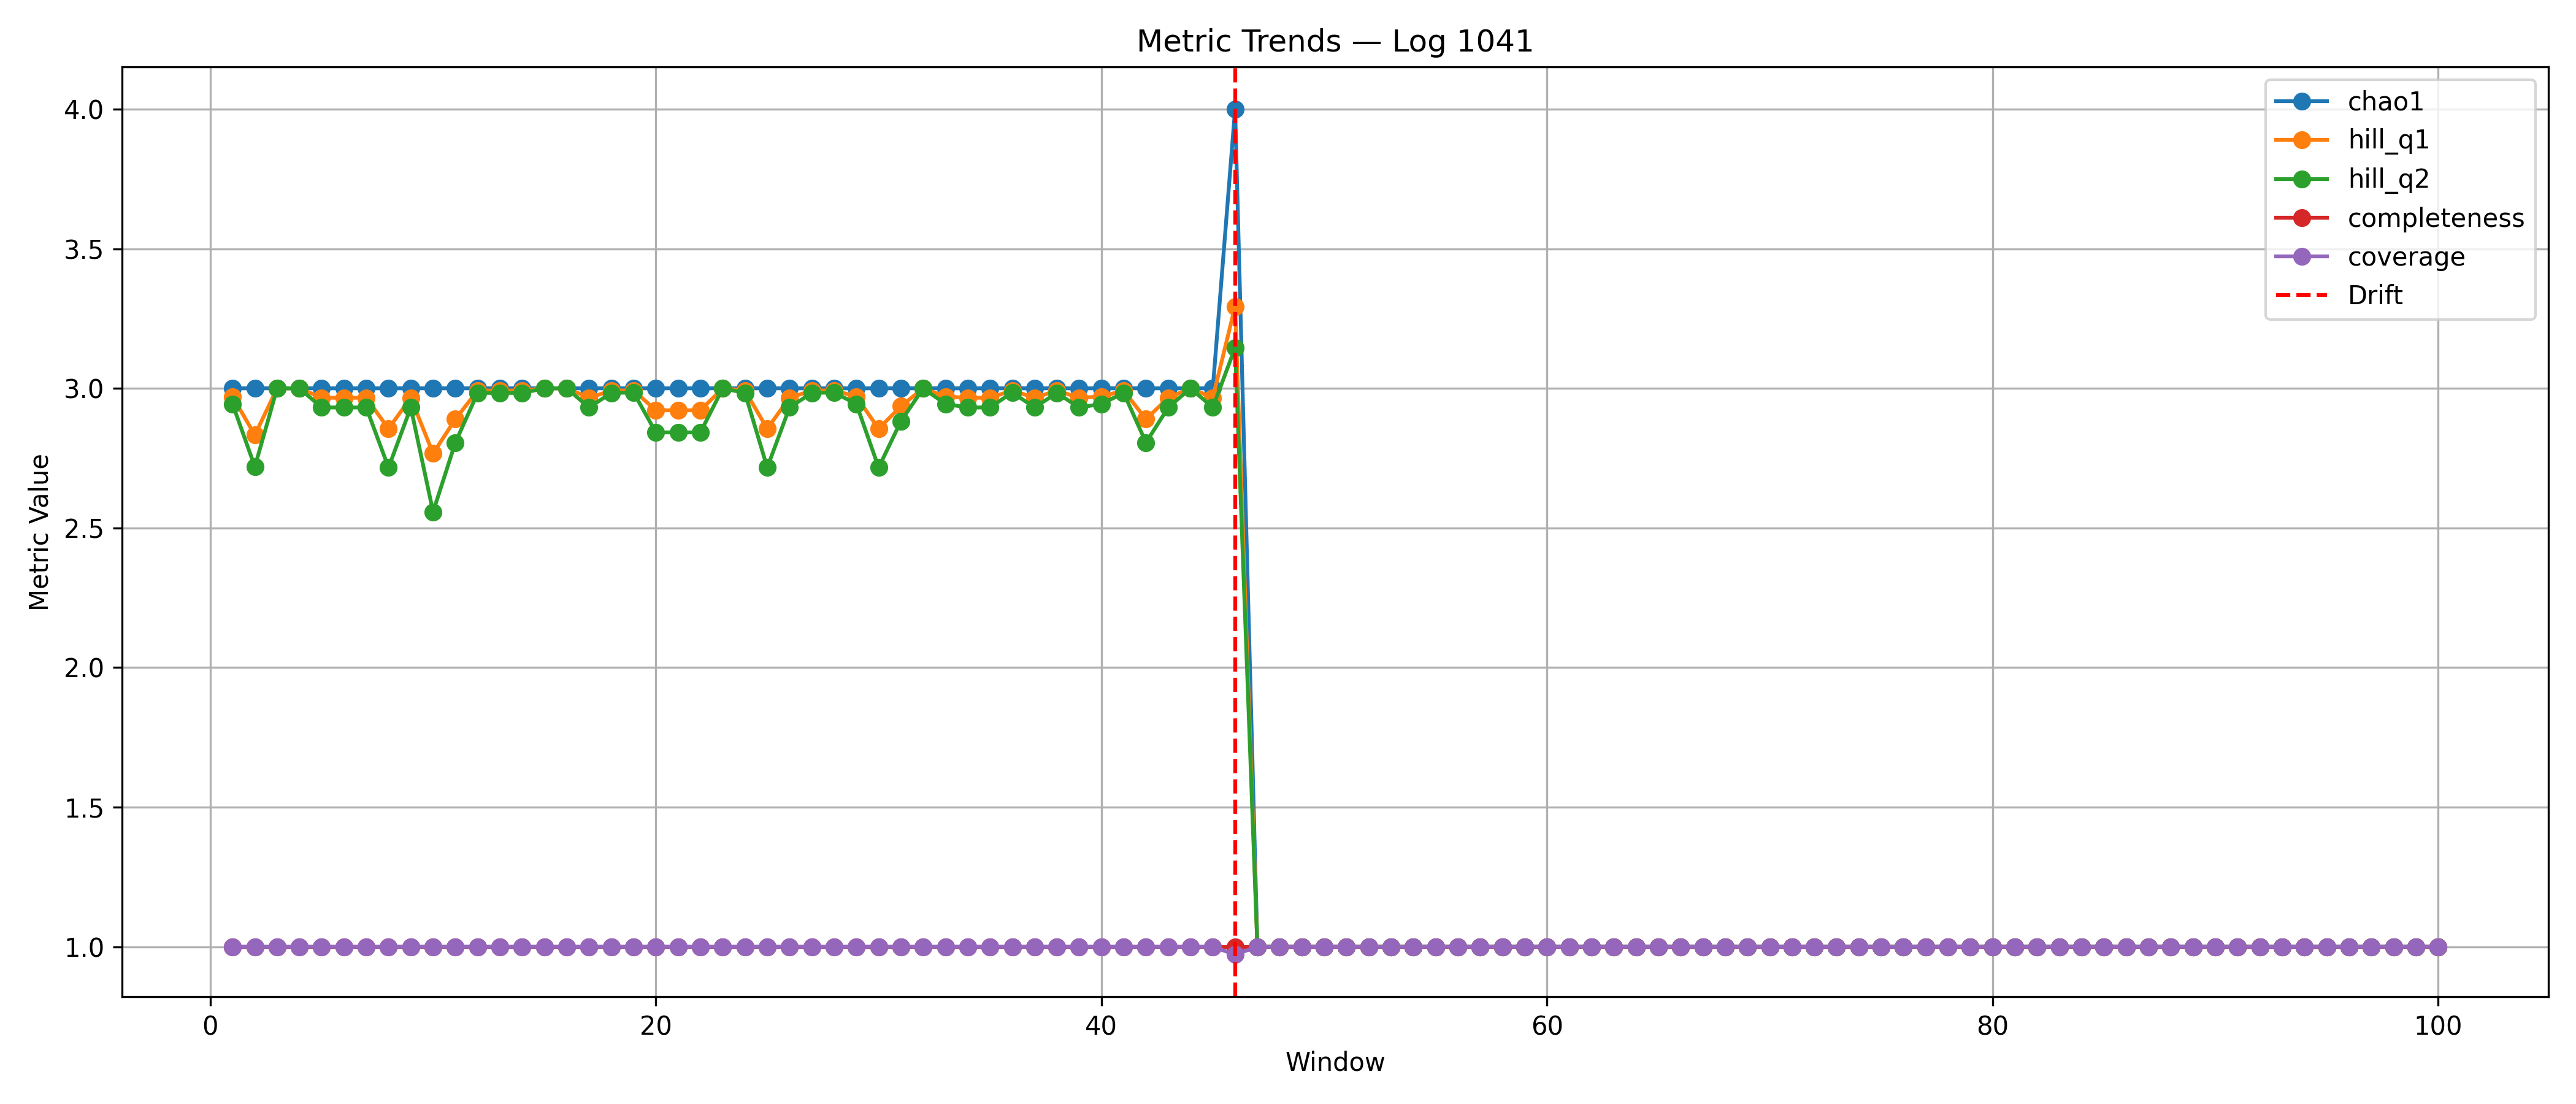 Metric Trends — Log 1041
4.0
3.5
3.0
2.5
2.0
1.5
1.0
Metric Value
chao1
hill_q1
hill_q2
completeness
coverage
Drift
0 20 40 60 80 100
Window